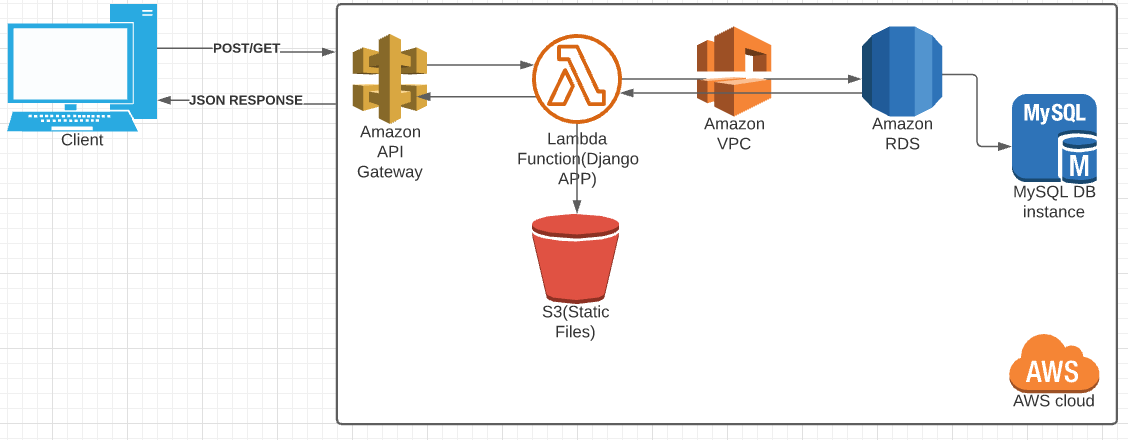 POST/GET
JSON RESPONSE
Client
Amazon
API
Gateway
Lambda
Function(Django
APP)
Amazon
VPC
Amazon
RDS
MySQL
M
MySQL DB
instance
S3(Static
Files)
AWS
AWS cloud